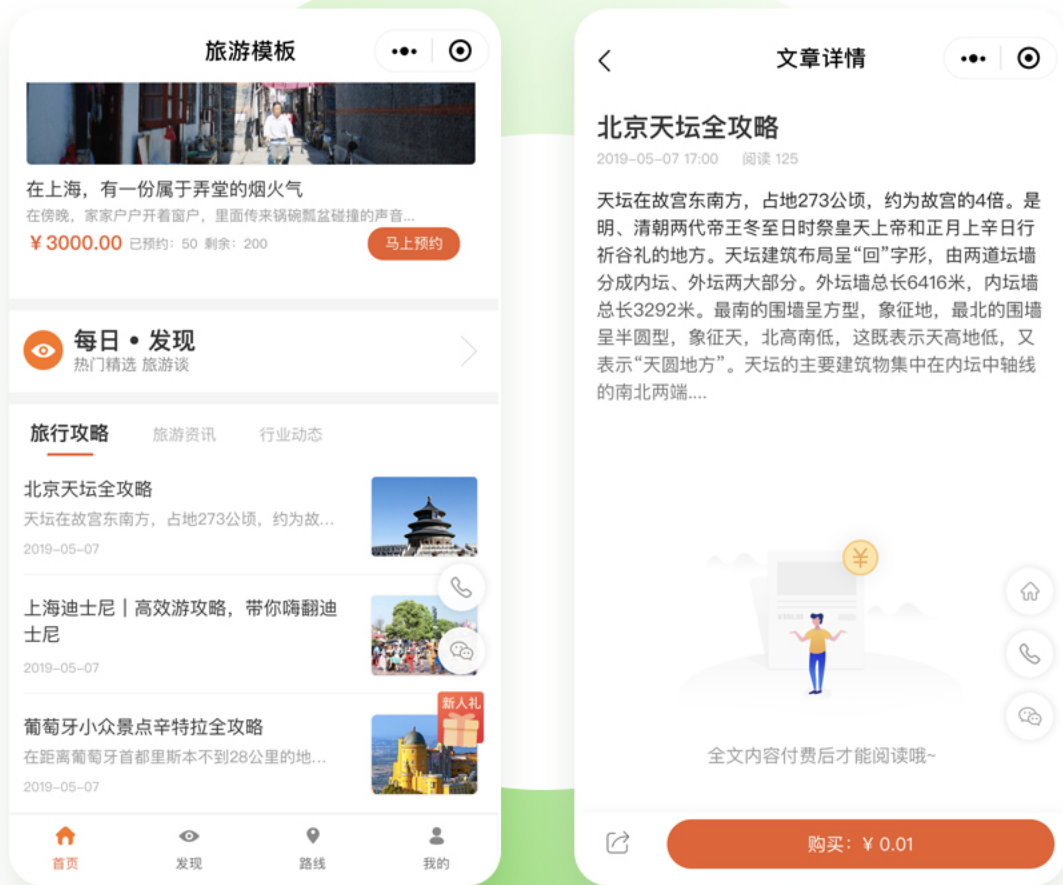 旅游模板
在上海，有一份属于弄堂的烟火气
在傍晚，家家户户开着窗户，里面传来锅碗瓢盆碰撞的声音...
￥3000.00 已预约：50 剩余：200
马上预约
每日 • 发现
热门精选 旅游谈
旅行攻略 旅游资讯 行业动态
北京天坛全攻略
天坛在故宫东南方，占地273公顷，约为故...
2019-05-07
上海迪士尼｜高效游攻略，带你嗨翻迪
士尼
2019-05-07
新人礼
葡萄牙小众景点辛特拉全攻略
在距离葡萄牙首都里斯本不到28公里的地...
2019-05-07
首页 发现 路线 我的
文章详情
北京天坛全攻略
2019-05-07 17:00 阅读 125
天坛在故宫东南方，占地273公顷，约为故宫的4倍。是
明、清朝两代帝王冬至日时祭皇天上帝和正月上辛日行
祈谷礼的地方。天坛建筑布局呈“回”字形，由两道坛墙
分成内坛、外坛两大部分。外坛墙总长6416米，内坛墙
总长3292米。最南的围墙呈方型，象征地，最北的围墙
呈半圆型，象征天，北高南低，这既表示天高地低，又
表示“天圆地方”。天坛的主要建筑物集中在内坛中轴线
的南北两端....
¥
全文内容付费后才能阅读哦~
购买：￥ 0.01